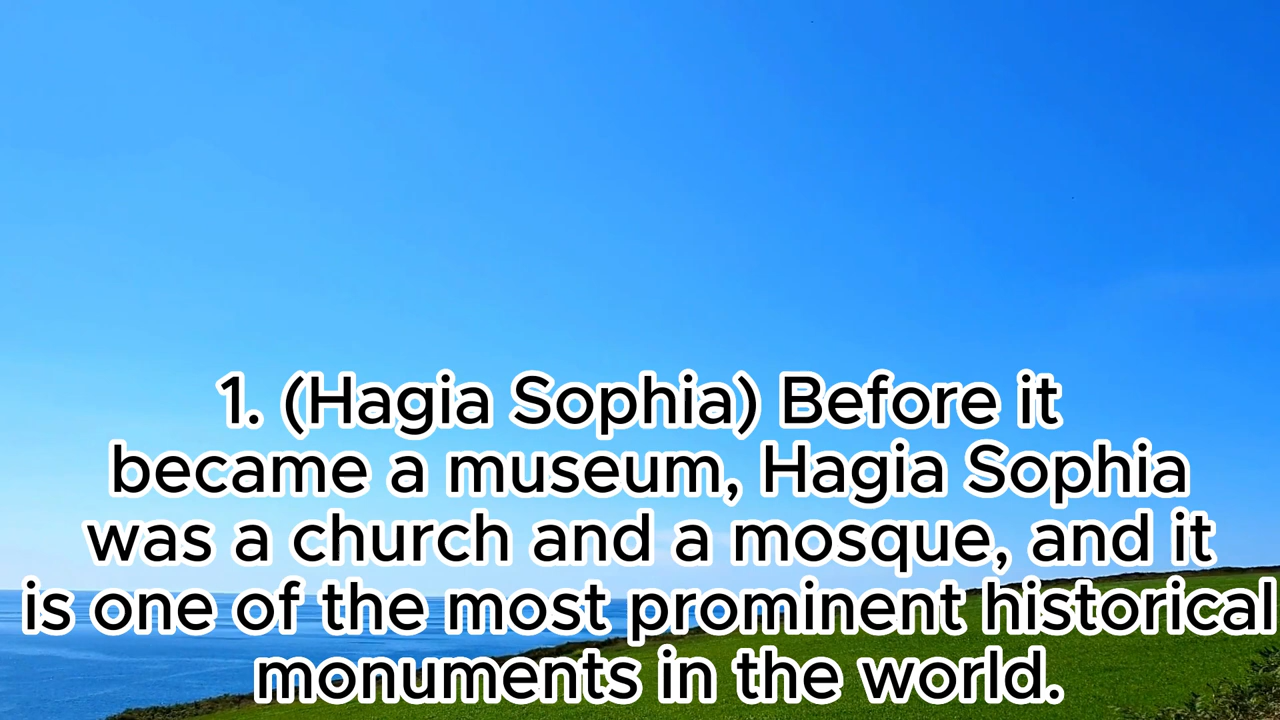 1. (Hagia Sophia) Before it
became a museum, Hagia Sophia
was a church and a mosque, and it
is one of the most prominent historical
monuments in the world.